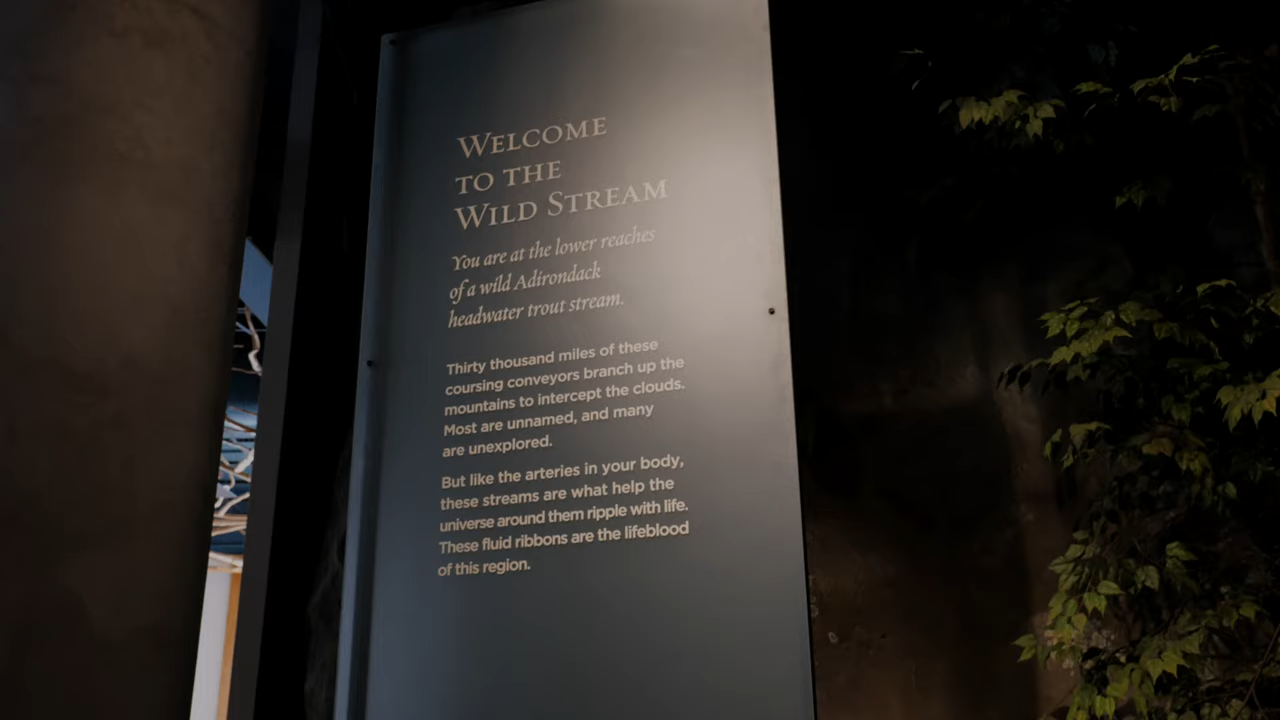 Welcome
to the
Wild Stream
You are at the lower reaches
of a wild Adirondack
headwater trout stream.
Thirty thousand miles of these
coursing conveyors branch up the
mountains to intercept the clouds.
Most are unnamed, and many
are unexplored.
But like the arteries in your body,
these streams are what help the
universe around them ripple with life.
These fluid ribbons are the lifeblood
of this region.